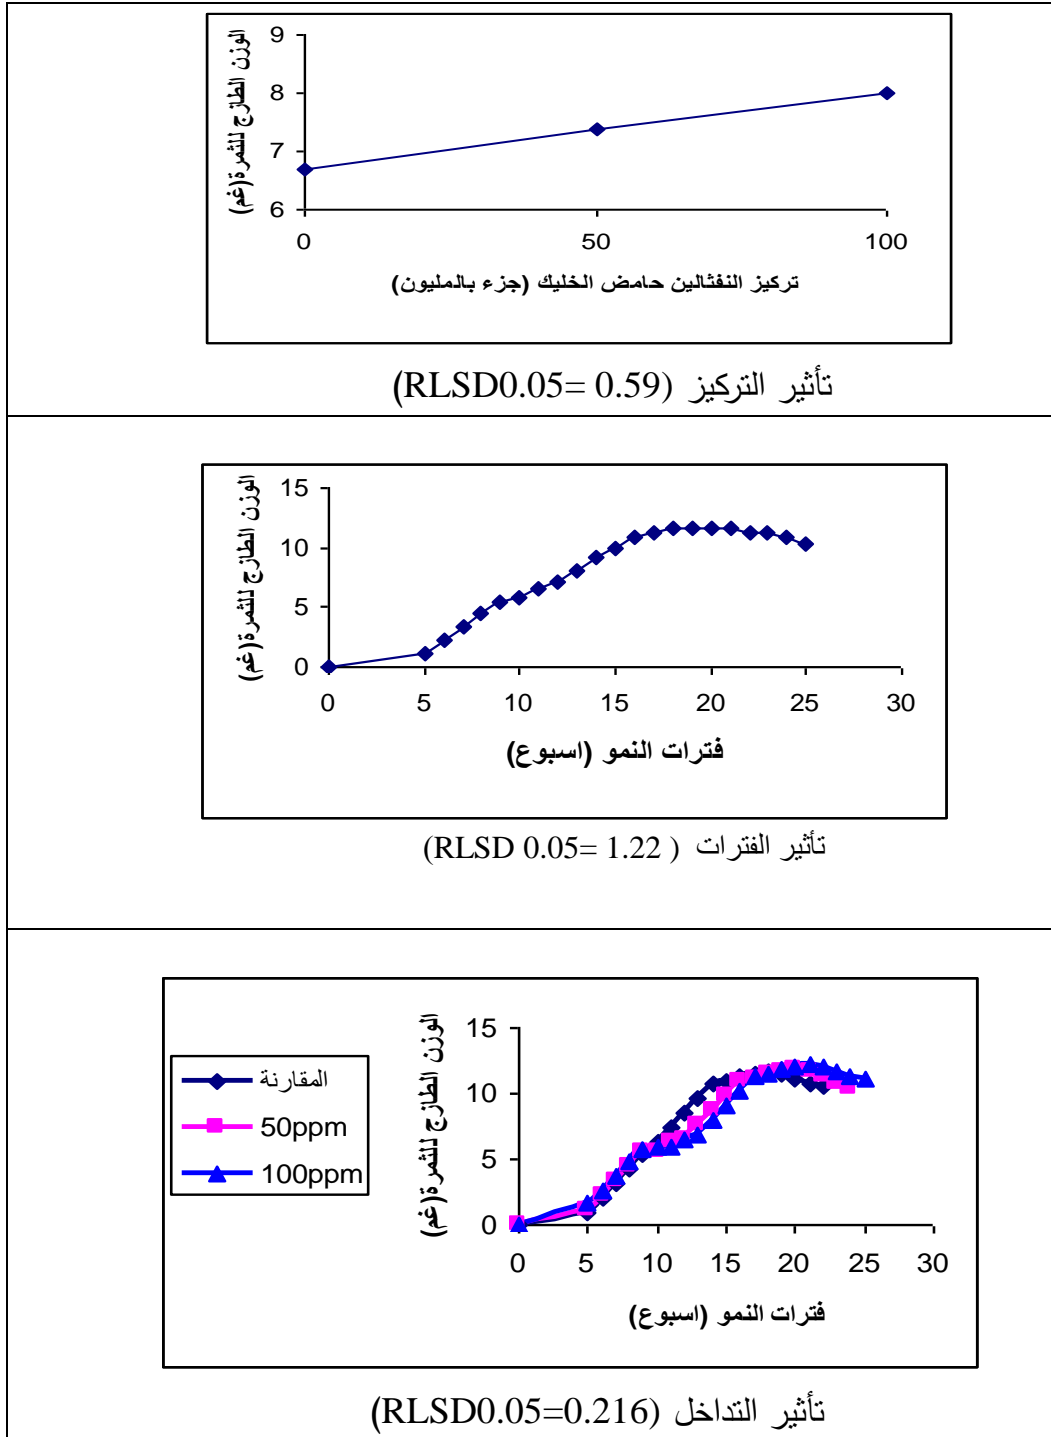 الوزن الطازج للثمرة(غم)
9
8
7
6
0 50 100
تركيز النفثالين حامض الخليك (جزء بالمليون)
تأثير التركيز (RLSD0.05= 0.59)
الوزن الطازج للثمرة(غم)
15
10
5
0
0 5 10 15 20 25 30
فترات النمو (اسبوع)
تأثير الفترات ( RLSD 0.05= 1.22)
المقارنة
50ppm
100ppm
الوزن الطازج للثمرة(غم)
15
10
5
0
0 5 10 15 20 25 30
فترات النمو (اسبوع)
تأثير التداخل (RLSD0.05=0.216)